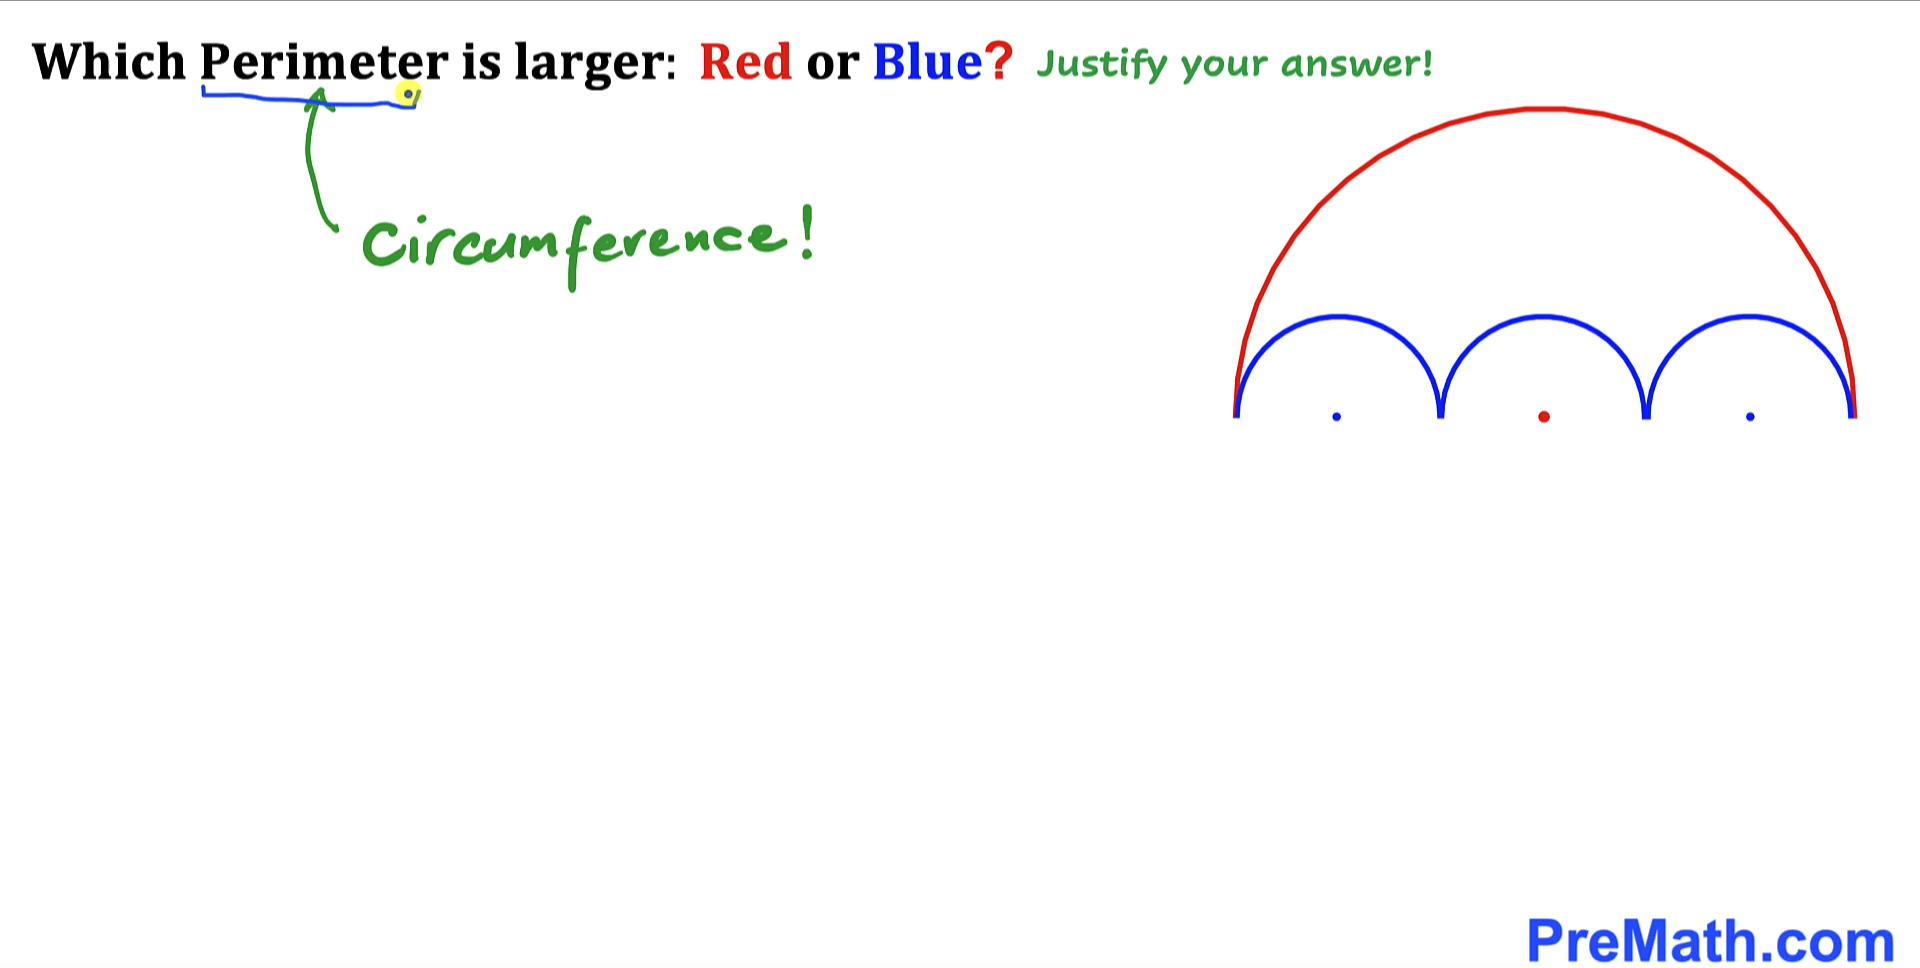 Which Perimeter is larger: Red or Blue? Justify your answer!
Circumference!
PreMath.com